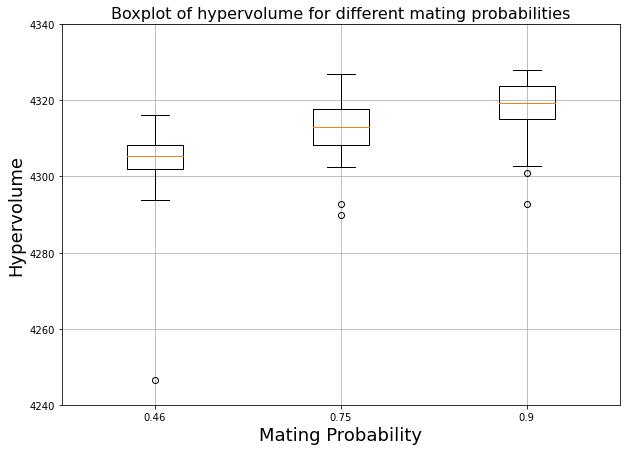 Boxplot of hypervolume for different mating probabilities
4340
4320
4300
4280
4260
4240
Hypervolume
0.46 0.75 0.9
Mating Probability